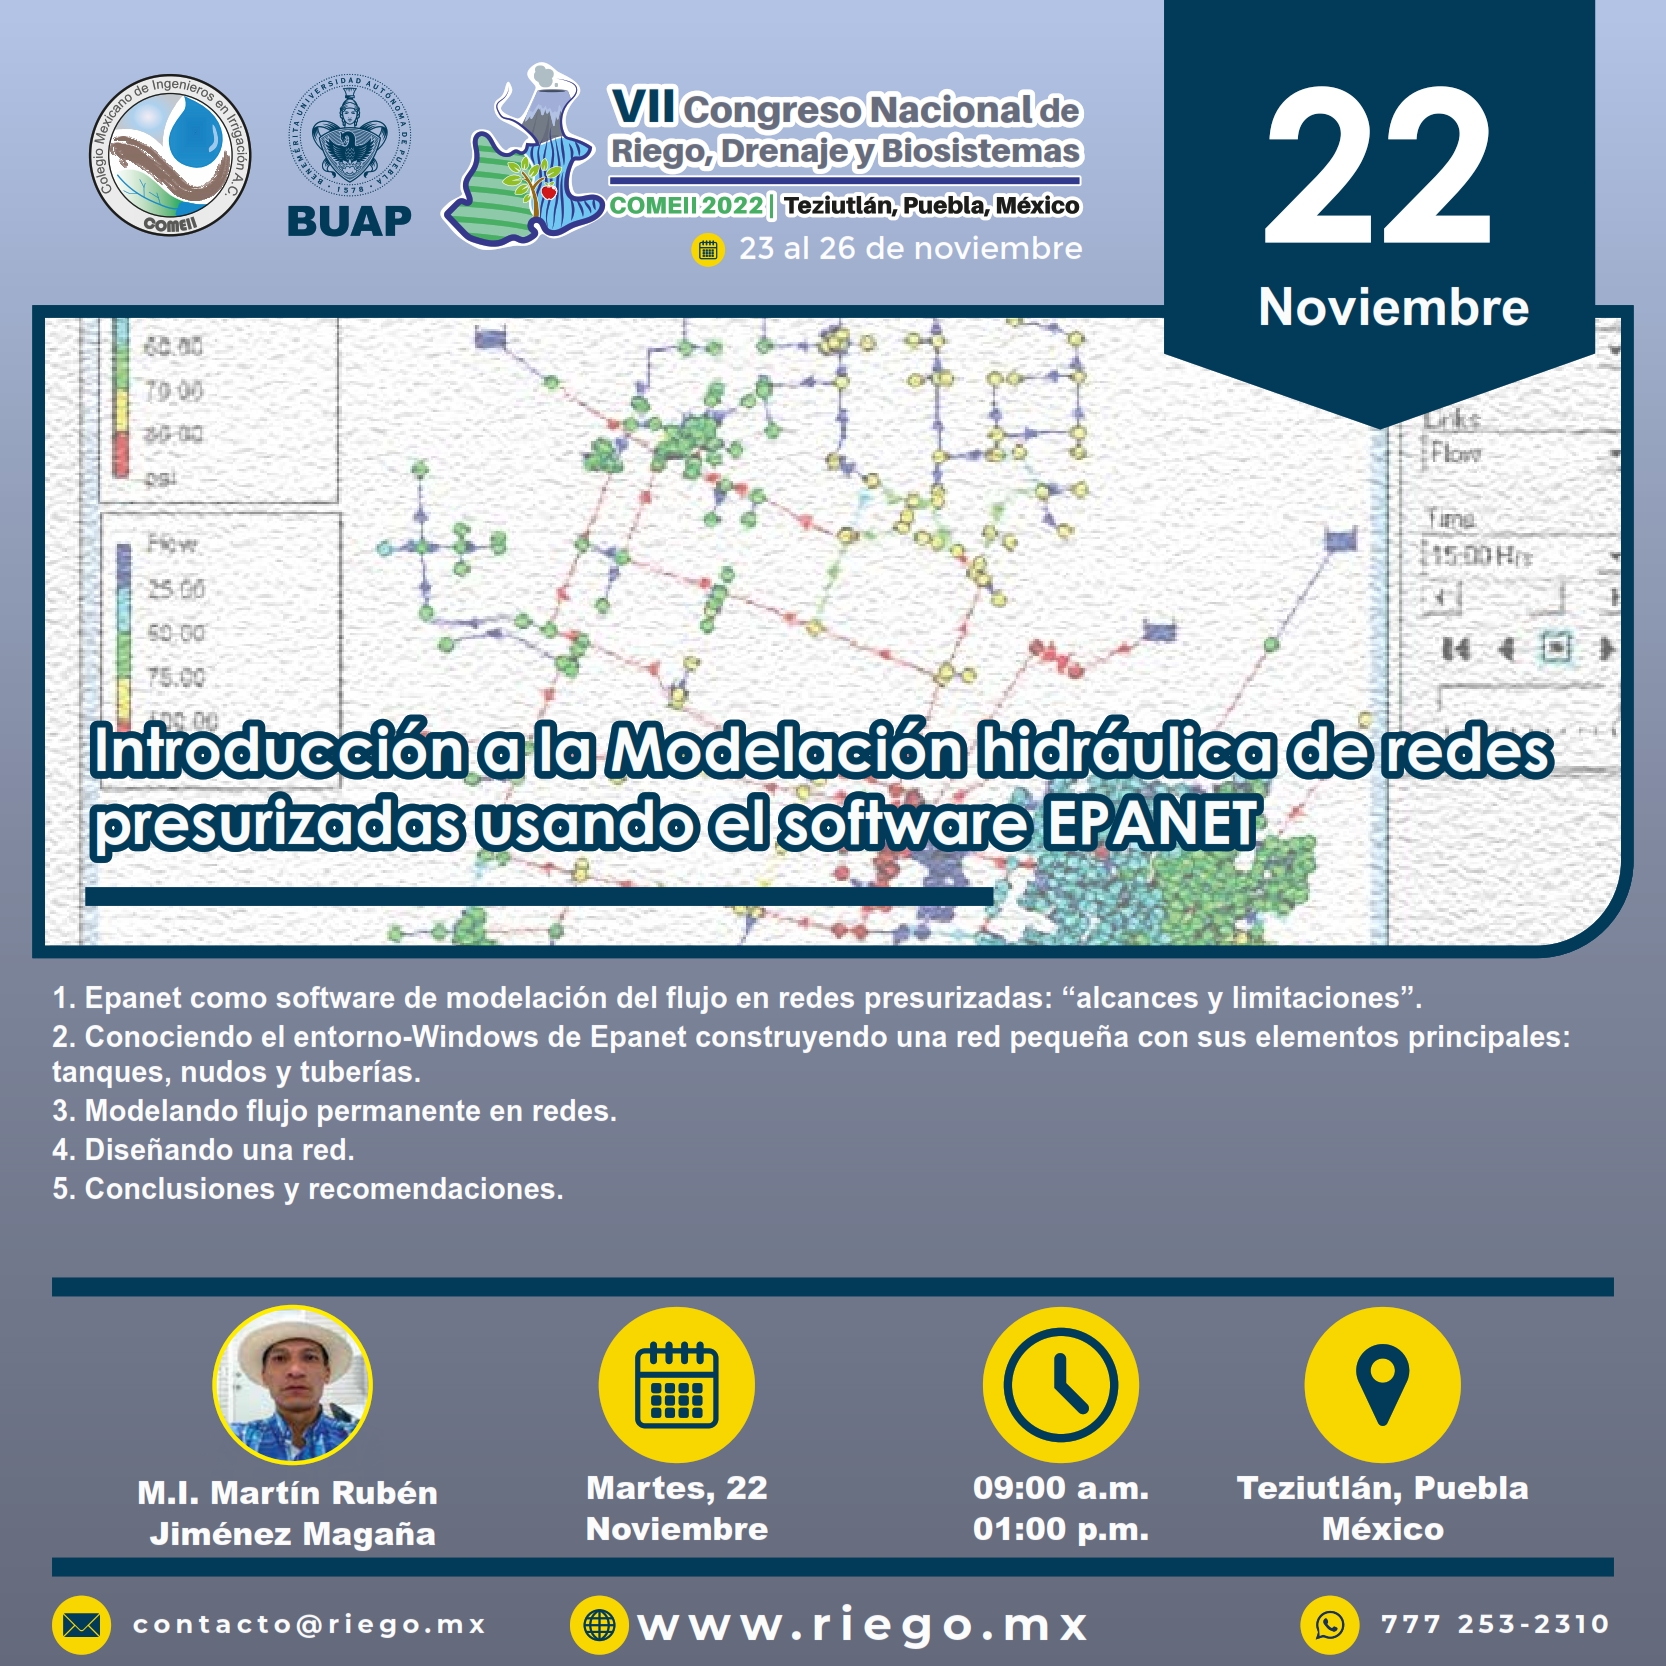 Colegio Mexicano de Ingenieros en Irrigación A.C.
COMEII
BENEMÉRITA UNIVERSIDAD AUTÓNOMA DE PUEBLA
1578
BUAP
VII Congreso Nacional de
Riego, Drenaje y Biosistemas
COMEII 2022 | Teziutlán, Puebla, México
23 al 26 de noviembre
22
Noviembre
60.00
70.00
80.00
psi
Flow
25.00
50.00
75.00
100.00
Links
Flow
Time
15:00 Hrs
Introducción a la Modelación hidráulica de redes
presurizadas usando el software EPANET
1. Epanet como software de modelación del flujo en redes presurizadas: “alcances y limitaciones”.
2. Conociendo el entorno-Windows de Epanet construyendo una red pequeña con sus elementos principales:
tanques, nudos y tuberías.
3. Modelando flujo permanente en redes.
4. Diseñando una red.
5. Conclusiones y recomendaciones.
M.I. Martín Rubén
Jiménez Magaña
Martes, 22
Noviembre
09:00 a.m.
01:00 p.m.
Teziutlán, Puebla
México
contacto@riego.mx
www.riego.mx
777 253-2310